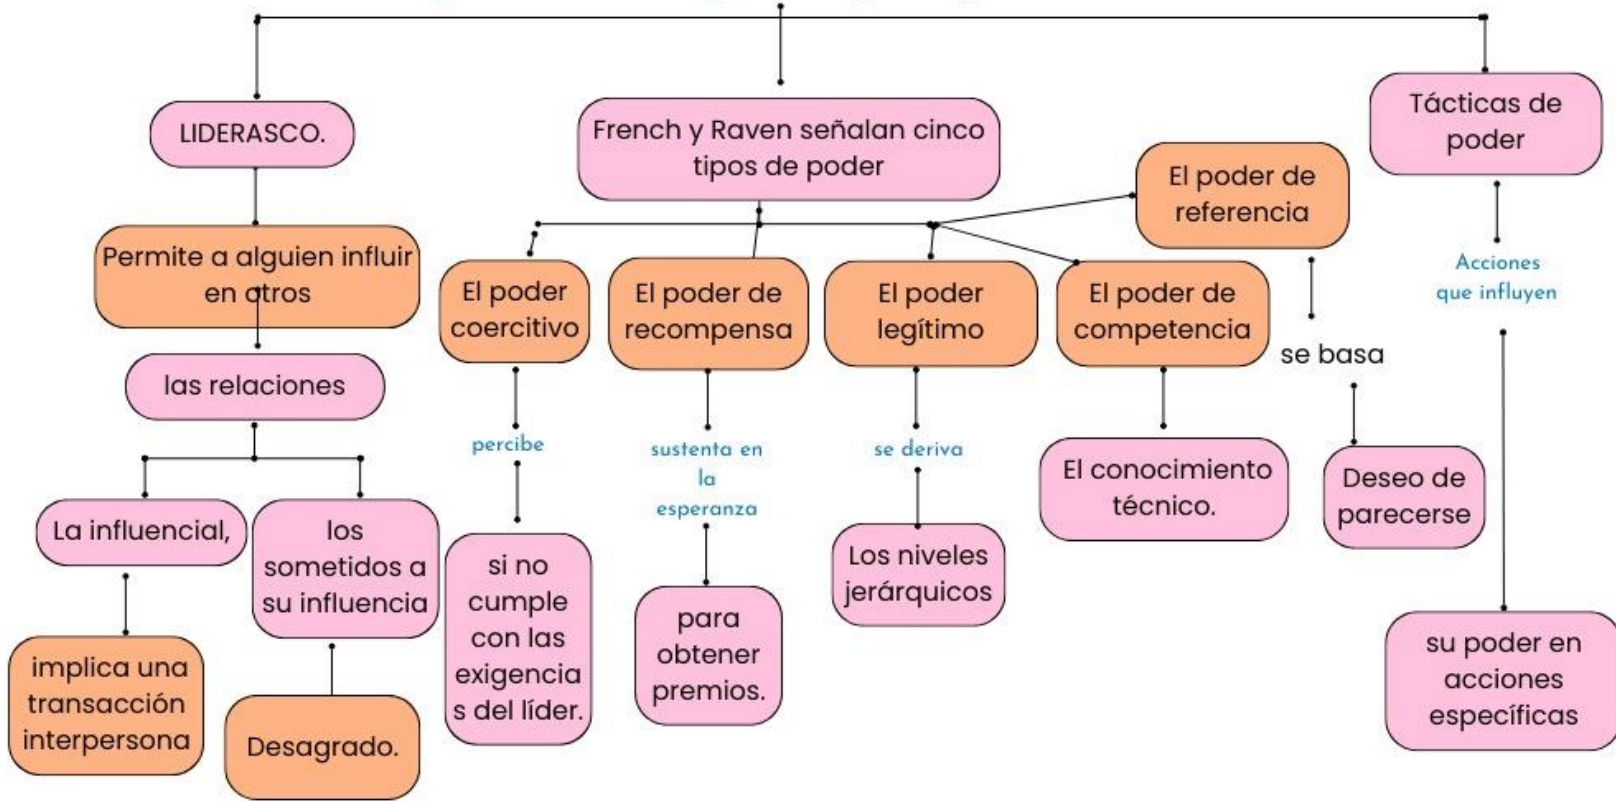 LIDERASCO.
Permite a alguien influir
en otros
las relaciones
La influencial,
implica una
transacción
interpersona
los
sometidos a
su influencia
Desagrado.
French y Raven señalan cinco
tipos de poder
El poder
coercitivo
percibe
si no
cumple
con las
exigencia
s del líder.
El poder de
recompensa
sustenta en
la
esperanza
para
obtener
premios.
El poder
legítimo
se deriva
Los niveles
jerárquicos
El poder de
competencia
El conocimiento
técnico.
El poder de
referencia
se basa
Deseo de
parecerse
Tácticas de
poder
Acciones
que influyen
su poder en
acciones
específicas